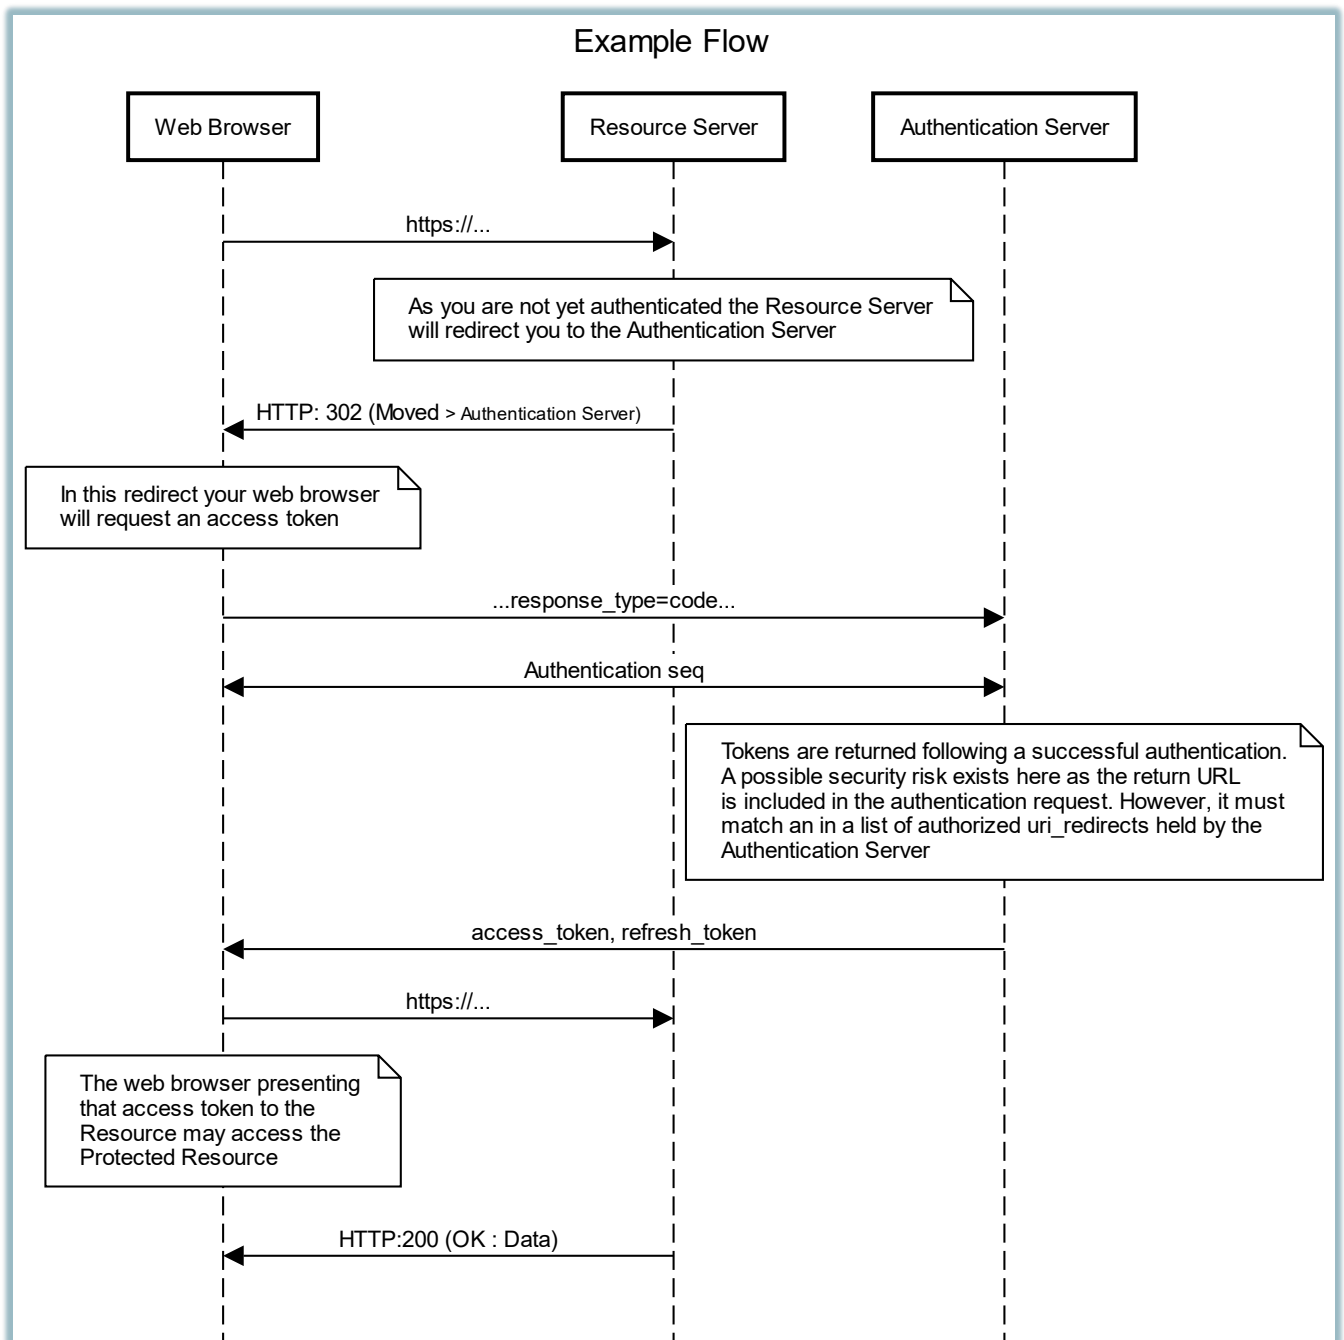 Example Flow
Web Browser
Resource Server
Authentication Server
https://...
As you are not yet authenticated the Resource Server
will redirect you to the Authentication Server
HTTP: 302 (Moved > Authentication Server)
In this redirect your web browser
will request an access token
...response_type=code...
Authentication seq
Tokens are returned following a successful authentication.
A possible security risk exists here as the return URL
is included in the authentication request. However, it must
match an in a list of authorized uri_redirects held by the
Authentication Server
access_token, refresh_token
https://...
The web browser presenting
that access token to the
Resource may access the
Protected Resource
HTTP:200 (OK : Data)